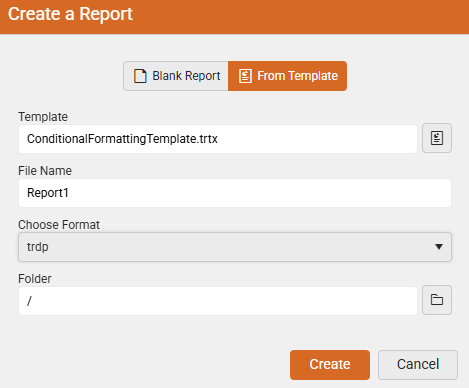 Create a Report
Blank Report From Template
Template
ConditionalFormattingTemplate.trtx
File Name
Report1
Choose Format
trdp
Folder
/
Create Cancel